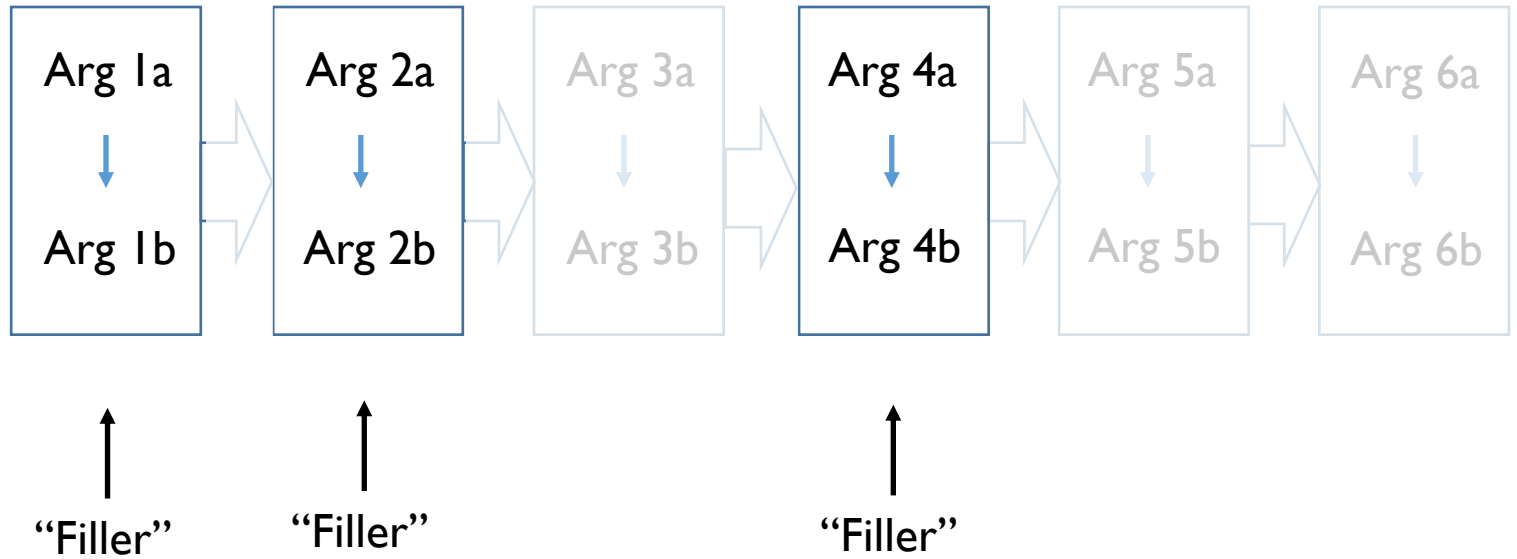 Arg 1a
Arg 1b
Arg 2a
Arg 2b
Arg 3a
Arg 3b
Arg 4a
Arg 4b
Arg 5a
Arg 5b
Arg 6a
Arg 6b
“Filler”
“Filler”
“Filler”